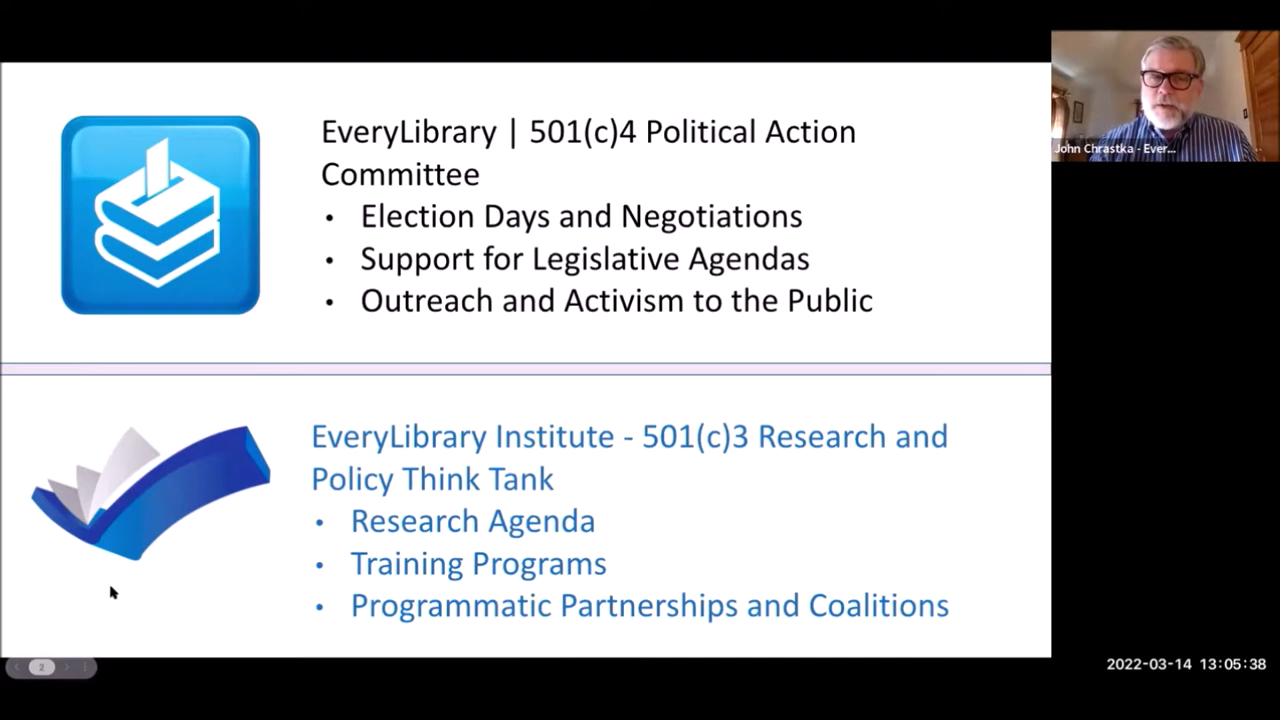 EveryLibrary | 501(c)4 Political Action
Committee
• Election Days and Negotiations
• Support for Legislative Agendas
• Outreach and Activism to the Public
EveryLibrary Institute - 501(c)3 Research and
Policy Think Tank
• Research Agenda
• Training Programs
• Programmatic Partnerships and Coalitions
John Chrastka - Ever...
2
2022-03-14 13:05:38